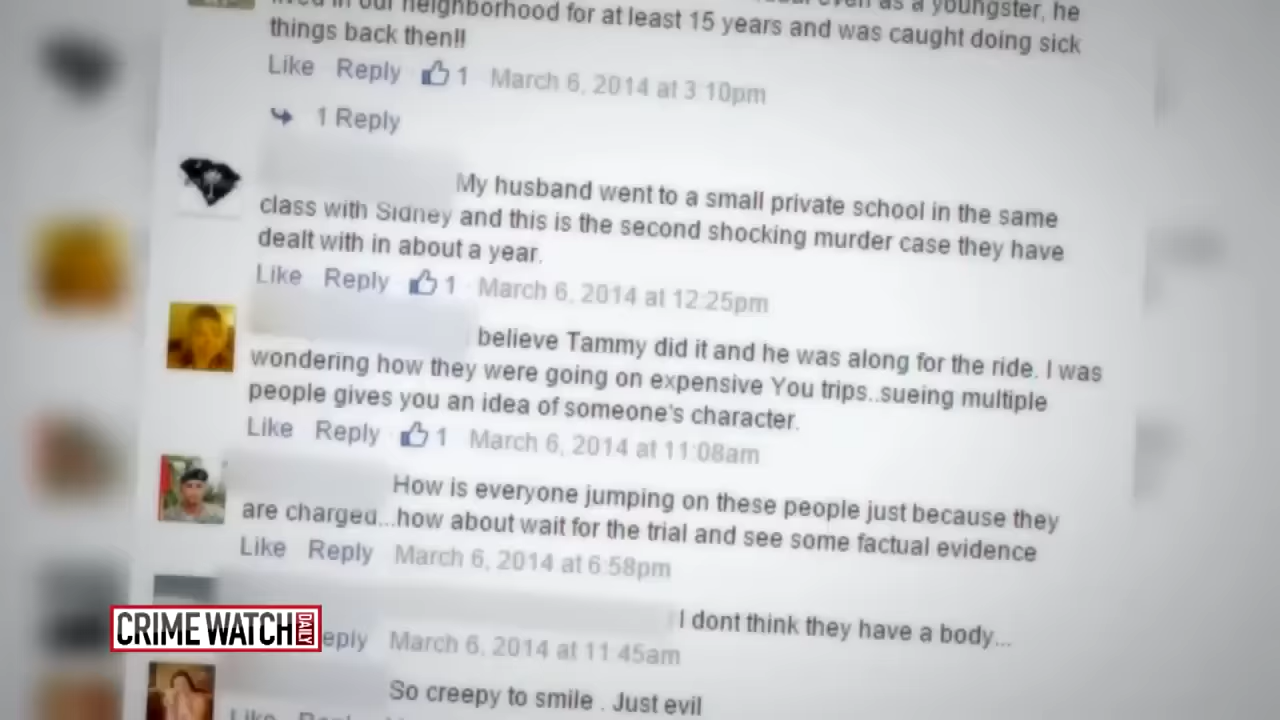 as a youngster, he
lived in our neighborhood for at least 15 years and was caught doing sick
things back then!!
Like Reply 1 March 6, 2014 at 3 10pm
1 Reply
My husband went to a small private school in the same
class with Sidney and this is the second shocking murder case they have
dealt with in about a year.
Like Reply 1 March 6, 2014 at 12:25pm
believe Tammy did it and he was along for the ride. I was
wondering how they were going on expensive You trips..sueing multiple
people gives you an idea of someone's character.
Like Reply 1 March 6, 2014 at 11:08am
How is everyone jumping on these people just because they
are charged...how about wait for the trial and see some factual evidence
Like Reply March 6, 2014 at 6:58pm
I dont think they have a body...
eply March 6, 2014 at 11:45am
So creepy to smile . Just evil
Like
CRIME WATCH DAILY